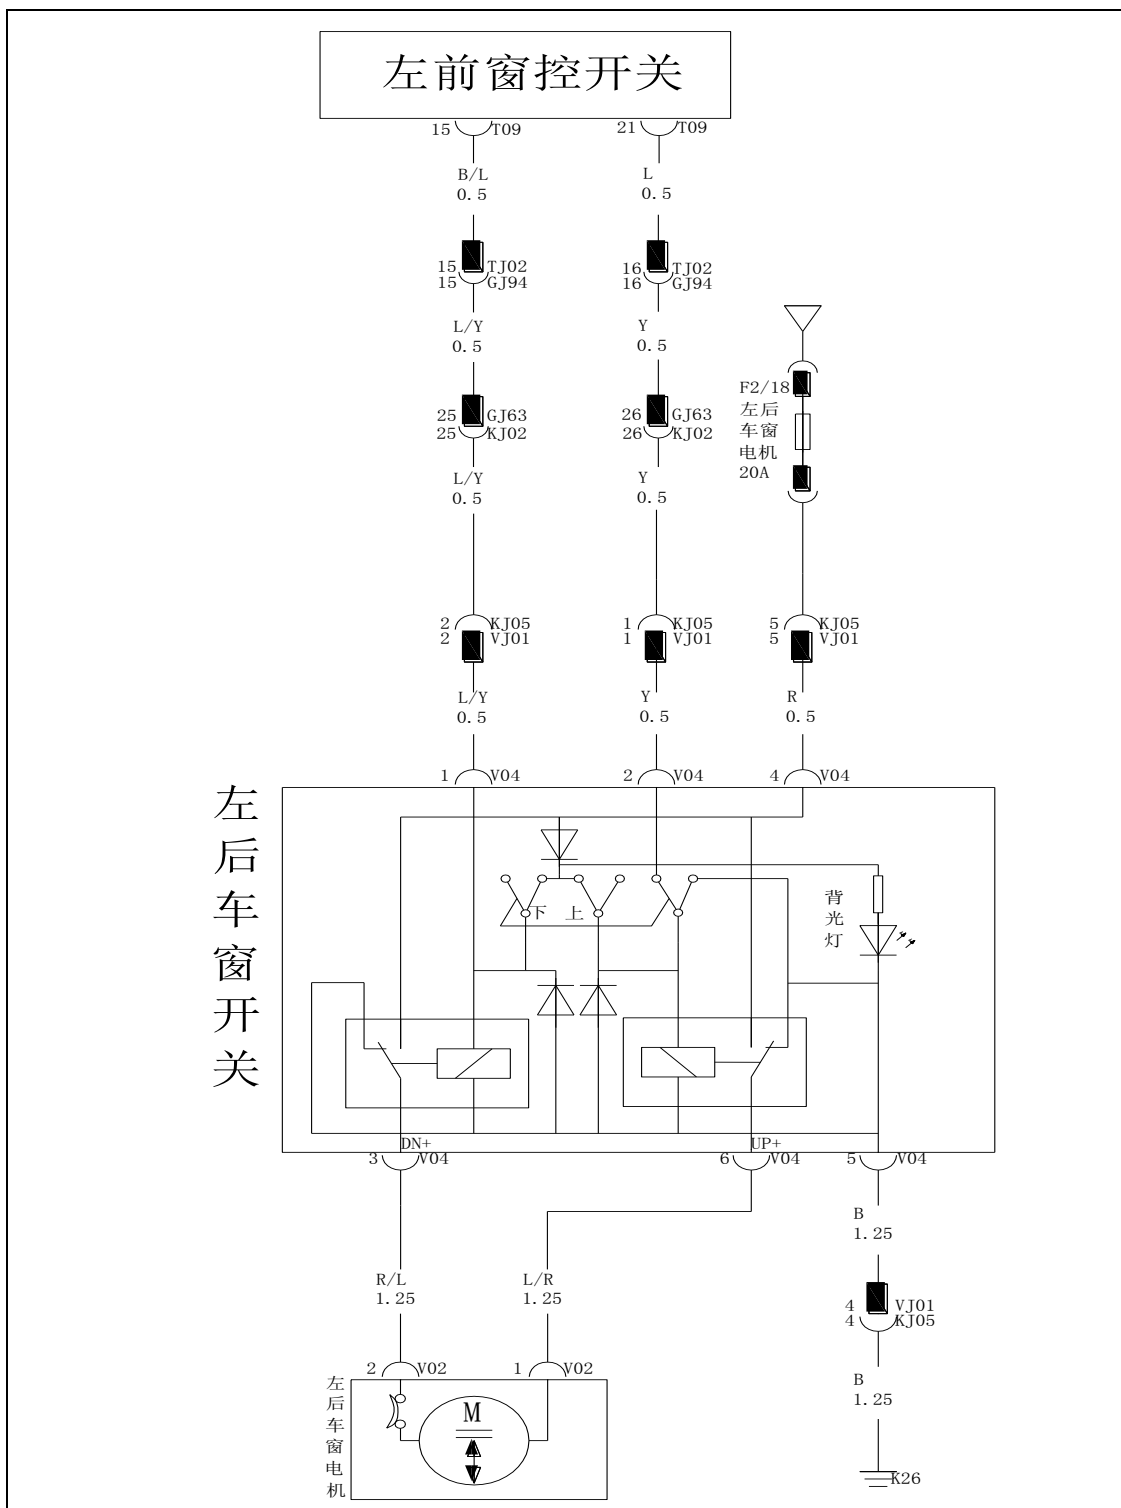 左前窗控开关
15 T09
21 T09
B/L
0.5
L
0.5
15 TJ02
15 GJ94
16 TJ02
16 GJ94
L/Y
0.5
Y
0.5
F2/18
左后
车窗
电机
20A
25 GJ63
25 KJ02
26 GJ63
26 KJ02
L/Y
0.5
Y
0.5
2 KJ05
2 VJ01
1 KJ05
1 VJ01
5 KJ05
5 VJ01
L/Y
0.5
Y
0.5
R
0.5
1 V04
2 V04
4 V04
左后车窗开关
下 上
背光灯
DN+
UP+
3 V04
6 V04
5 V04
B
1.25
R/L
1.25
L/R
1.25
4 VJ01
4 KJ05
2 V02
1 V02
B
1.25
左后车窗电机
M
K26